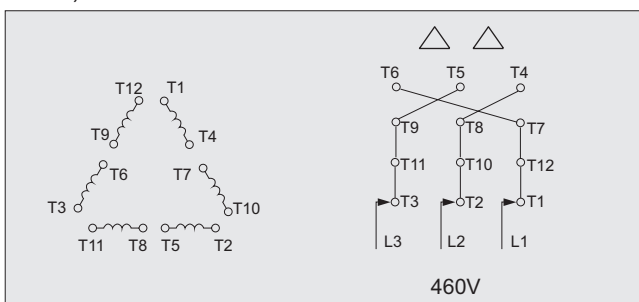 T12 T1
T9 T4
T6 T7
T3 T10
T11 T8 T5 T2
T6 T5 T4
T9 T8 T7
T11 T10 T12
T3 T2 T1
L3 L2 L1
460V